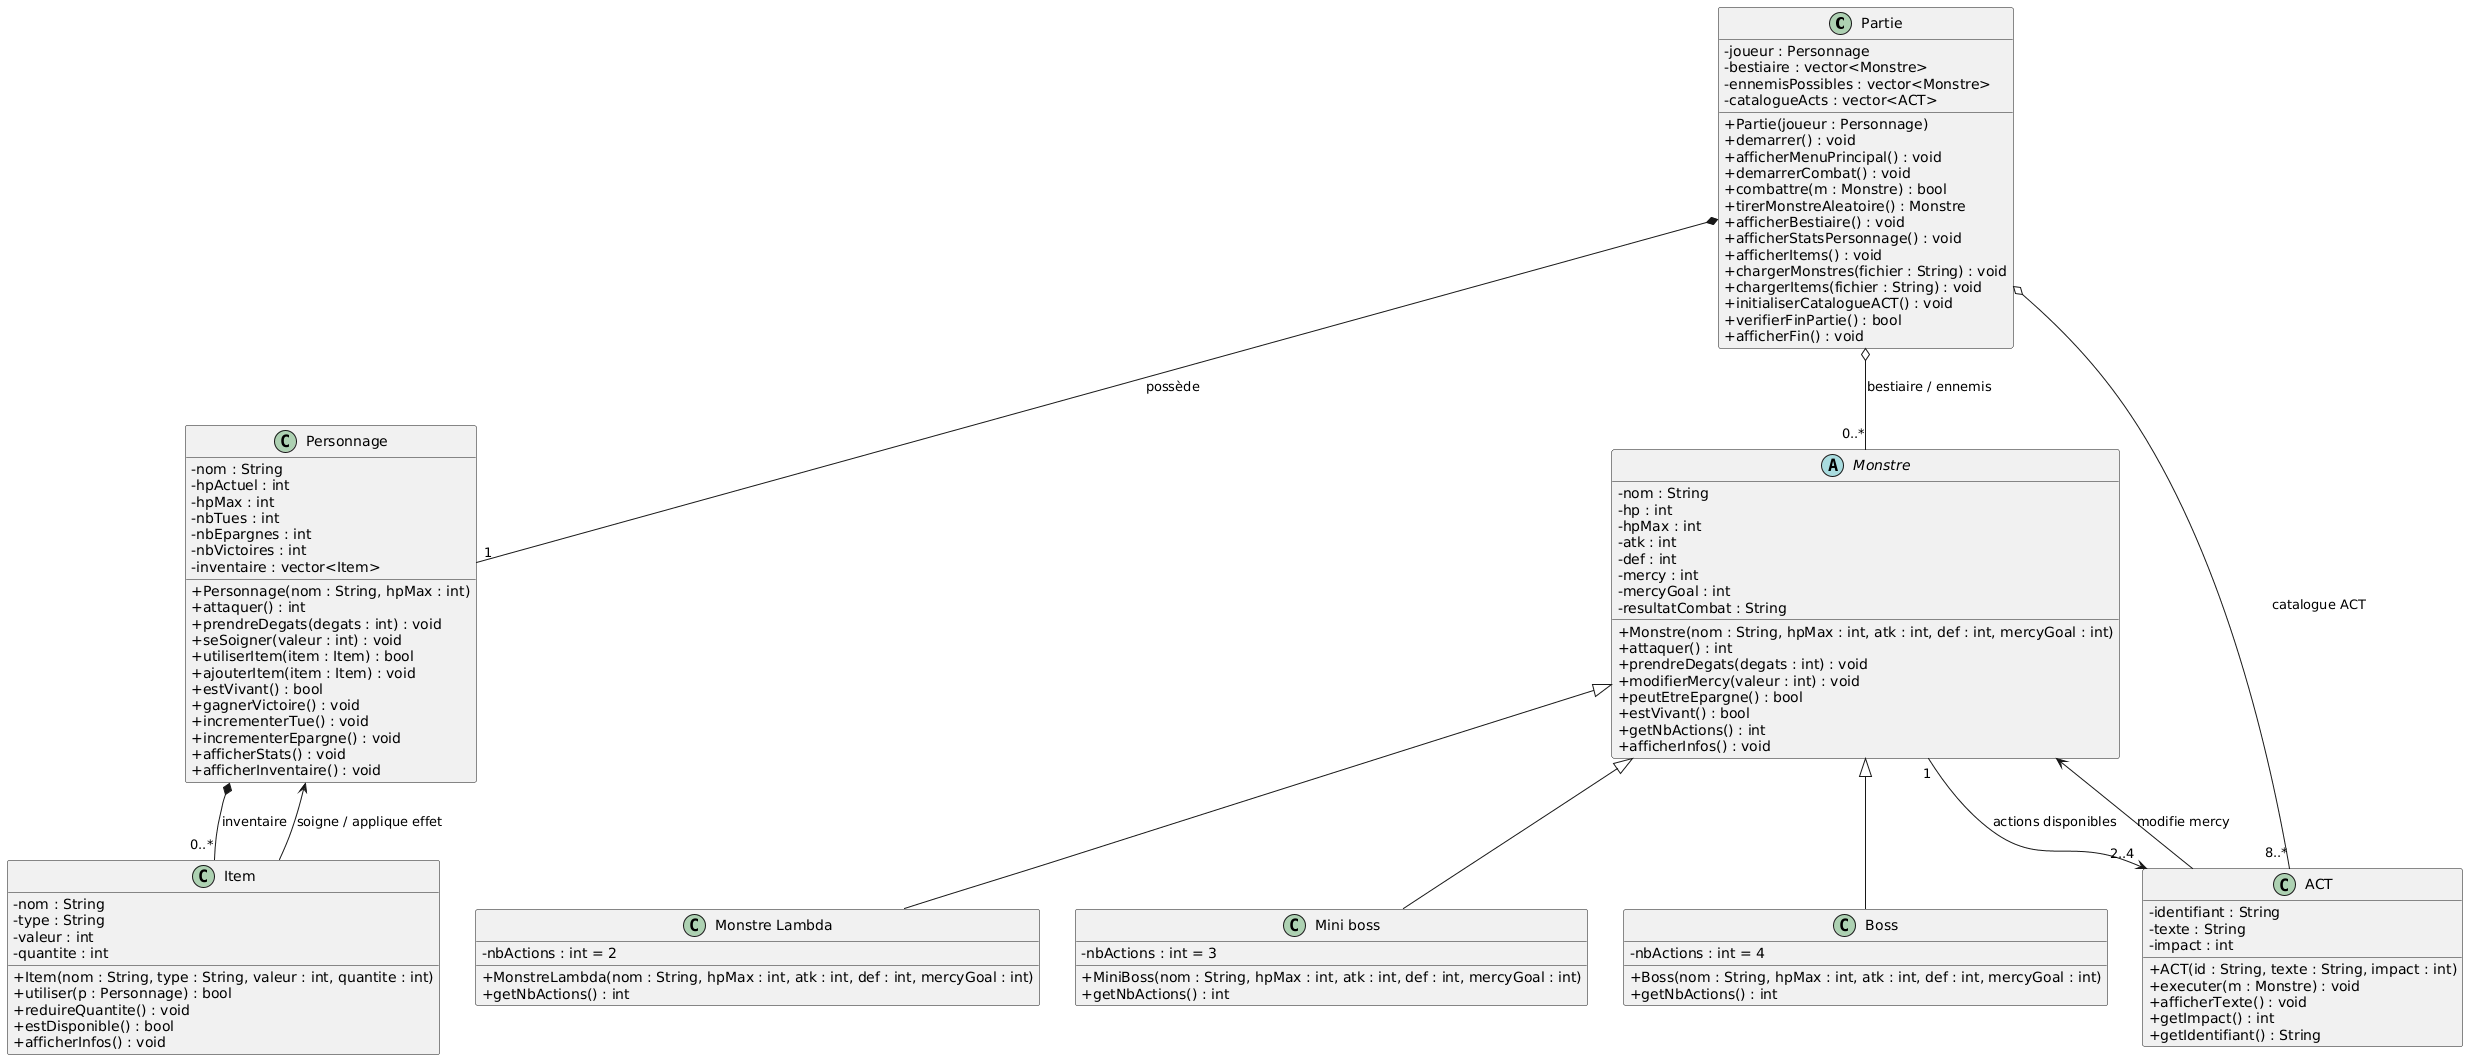 C Partie
-joueur : Personnage
-bestiaire : vector<Monstre>
-ennemisPossibles : vector<Monstre>
-catalogueActs : vector<ACT>
+Partie(joueur : Personnage)
+demarrer() : void
+afficherMenuPrincipal() : void
+demarrerCombat() : void
+combattre(m : Monstre) : bool
+tirerMonstreAleatoire() : Monstre
+afficherBestiaire() : void
+afficherStatsPersonnage() : void
+afficherItems() : void
+chargerMonstres(fichier : String) : void
+chargerItems(fichier : String) : void
+initialiserCatalogueACT() : void
+verifierFinPartie() : bool
+afficherFin() : void
possède
1
bestiaire / ennemis
0..*
catalogue ACT
8..*
C Personnage
-nom : String
-hpActuel : int
-hpMax : int
-nbTues : int
-nbEpargnes : int
-nbVictoires : int
-inventaire : vector<Item>
+Personnage(nom : String, hpMax : int)
+attaquer() : int
+prendreDegats(degats : int) : void
+seSoigner(valeur : int) : void
+utiliserItem(item : Item) : bool
+ajouterItem(item : Item) : void
+estVivant() : bool
+gagnerVictoire() : void
+incrementerTue() : void
+incrementerEpargne() : void
+afficherStats() : void
+afficherInventaire() : void
A Monstre
-nom : String
-hp : int
-hpMax : int
-atk : int
-def : int
-mercy : int
-mercyGoal : int
-resultatCombat : String
+Monstre(nom : String, hpMax : int, atk : int, def : int, mercyGoal : int)
+attaquer() : int
+prendreDegats(degats : int) : void
+modifierMercy(valeur : int) : void
+peutEtreEpargne() : bool
+estVivant() : bool
+getNbActions() : int
+afficherInfos() : void
inventaire
0..*
soigne / applique effet
1
actions disponibles
2..4
modifie mercy
C Item
-nom : String
-type : String
-valeur : int
-quantite : int
+Item(nom : String, type : String, valeur : int, quantite : int)
+utiliser(p : Personnage) : bool
+reduireQuantite() : void
+estDisponible() : bool
+afficherInfos() : void
C Monstre Lambda
-nbActions : int = 2
+MonstreLambda(nom : String, hpMax : int, atk : int, def : int, mercyGoal : int)
+getNbActions() : int
C Mini boss
-nbActions : int = 3
+MiniBoss(nom : String, hpMax : int, atk : int, def : int, mercyGoal : int)
+getNbActions() : int
C Boss
-nbActions : int = 4
+Boss(nom : String, hpMax : int, atk : int, def : int, mercyGoal : int)
+getNbActions() : int
C ACT
-identifiant : String
-texte : String
-impact : int
+ACT(id : String, texte : String, impact : int)
+executer(m : Monstre) : void
+afficherTexte() : void
+getImpact() : int
+getIdentifiant() : String